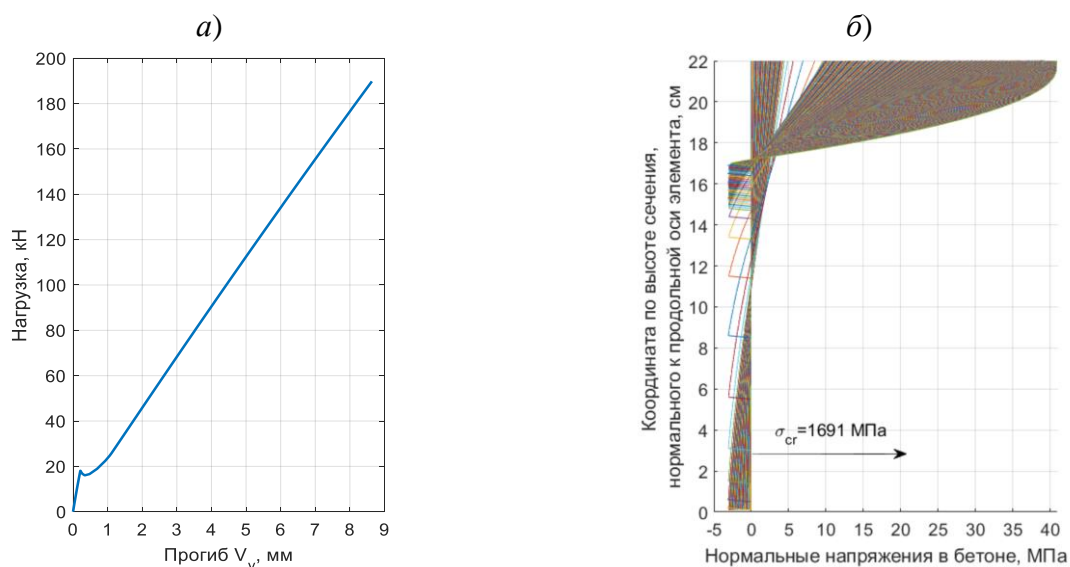 а)
200
180
160
140
120
100
80
60
40
20
0
0 1 2 3 4 5 6 7 8 9
Нагрузка, кН
Прогиб Vy, мм
б)
22
20
18
16
14
12
10
8
6
4
2
0
-5 0 5 10 15 20 25 30 35 40
Координата по высоте сечения,
нормального к продольной оси элемента, см
σcr=1691 МПа
Нормальные напряжения в бетоне, МПа